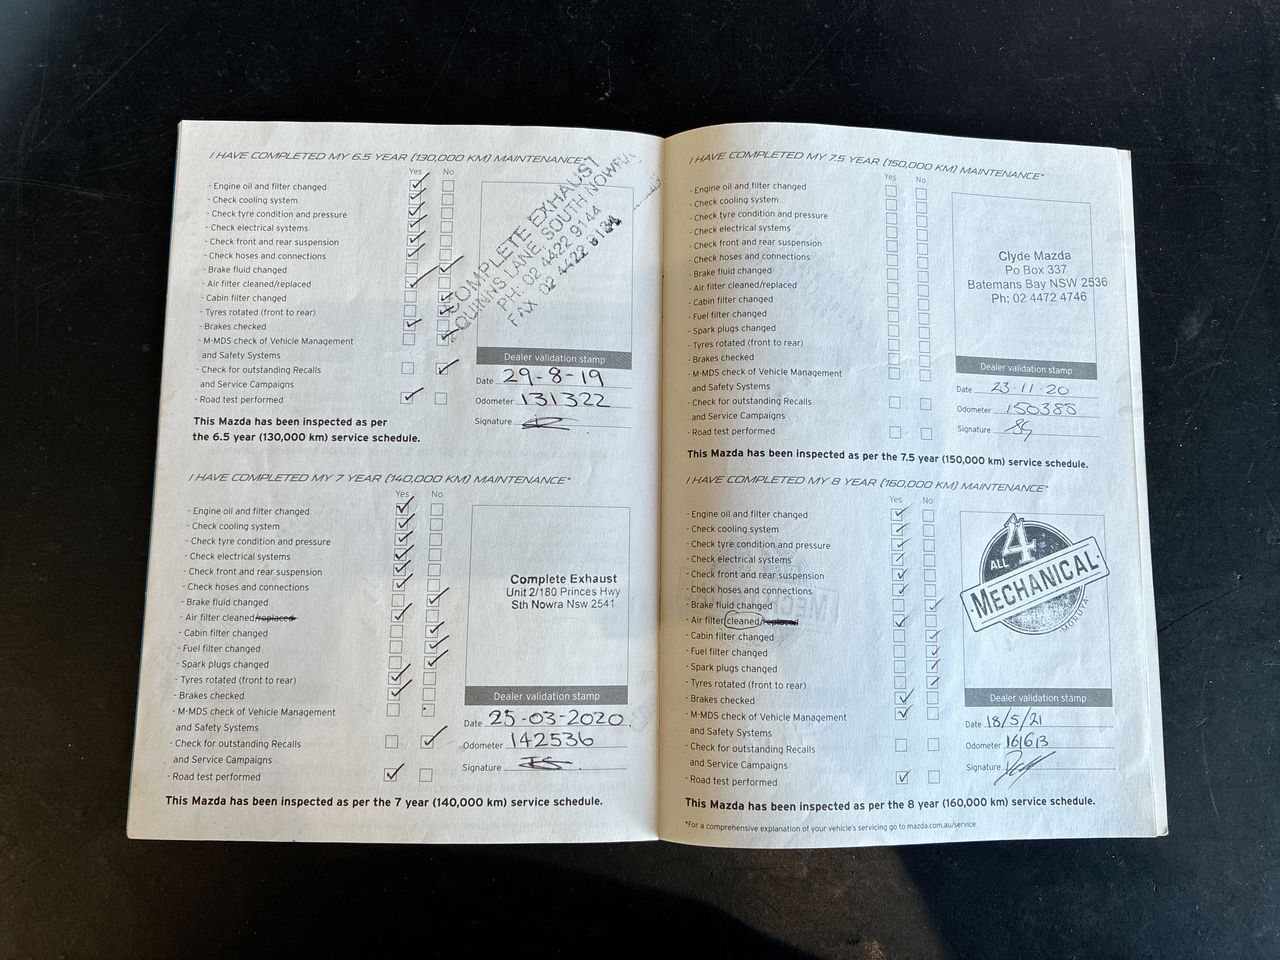 I HAVE COMPLETED MY 6.5 YEAR (130,000 KM) MAINTENANCE*
Yes No
- Engine oil and filter changed
- Check cooling system
- Check tyre condition and pressure
- Check electrical systems
- Check front and rear suspension
- Check hoses and connections
- Brake fluid changed
- Air filter cleaned/replaced
- Cabin filter changed
- Tyres rotated (front to rear)
- Brakes checked
- M-MDS check of Vehicle Management
and Safety Systems
- Check for outstanding Recalls
and Service Campaigns
- Road test performed
COMPLETE EXHAUST
QUINNS LANE, SOUTH NOWRA
PH: 02 4422 9144
FAX 02 4422 9134
Dealer validation stamp
Date 29-8-19
Odometer 131322
Signature
This Mazda has been inspected as per
the 6.5 year (130,000 km) service schedule.
I HAVE COMPLETED MY 7 YEAR (140,000 KM) MAINTENANCE*
Yes No
- Engine oil and filter changed
- Check cooling system
- Check tyre condition and pressure
- Check electrical systems
- Check front and rear suspension
- Check hoses and connections
- Brake fluid changed
- Air filter cleaned/replaced
- Cabin filter changed
- Fuel filter changed
- Spark plugs changed
- Tyres rotated (front to rear)
- Brakes checked
- M-MDS check of Vehicle Management
and Safety Systems
- Check for outstanding Recalls
and Service Campaigns
- Road test performed
Complete Exhaust
Unit 2/180 Princes Hwy
Sth Nowra Nsw 2541
Dealer validation stamp
Date 25-03-2020
Odometer 142536
Signature
This Mazda has been inspected as per the 7 year (140,000 km) service schedule.
I HAVE COMPLETED MY 7.5 YEAR (150,000 KM) MAINTENANCE*
Yes No
- Engine oil and filter changed
- Check cooling system
- Check tyre condition and pressure
- Check electrical systems
- Check front and rear suspension
- Check hoses and connections
- Brake fluid changed
- Air filter cleaned/replaced
- Cabin filter changed
- Fuel filter changed
- Spark plugs changed
- Tyres rotated (front to rear)
- Brakes checked
- M-MDS check of Vehicle Management
and Safety Systems
- Check for outstanding Recalls
and Service Campaigns
- Road test performed
Clyde Mazda
Po Box 337
Batemans Bay NSW 2536
Ph: 02 4472 4746
Dealer validation stamp
Date 23-11-20
Odometer 150388
Signature
This Mazda has been inspected as per the 7.5 year (150,000 km) service schedule.
I HAVE COMPLETED MY 8 YEAR (160,000 KM) MAINTENANCE*
Yes No
- Engine oil and filter changed
- Check cooling system
- Check tyre condition and pressure
- Check electrical systems
- Check front and rear suspension
- Check hoses and connections
- Brake fluid changed
- Air filter cleaned/replaced
- Cabin filter changed
- Fuel filter changed
- Spark plugs changed
- Tyres rotated (front to rear)
- Brakes checked
- M-MDS check of Vehicle Management
and Safety Systems
- Check for outstanding Recalls
and Service Campaigns
- Road test performed
4
ALL
MECHANICAL
MORUYA
Dealer validation stamp
Date 18/5/21
Odometer 161613
Signature
This Mazda has been inspected as per the 8 year (160,000 km) service schedule.
*For a comprehensive explanation of your vehicle's servicing go to mazda.com.au/service